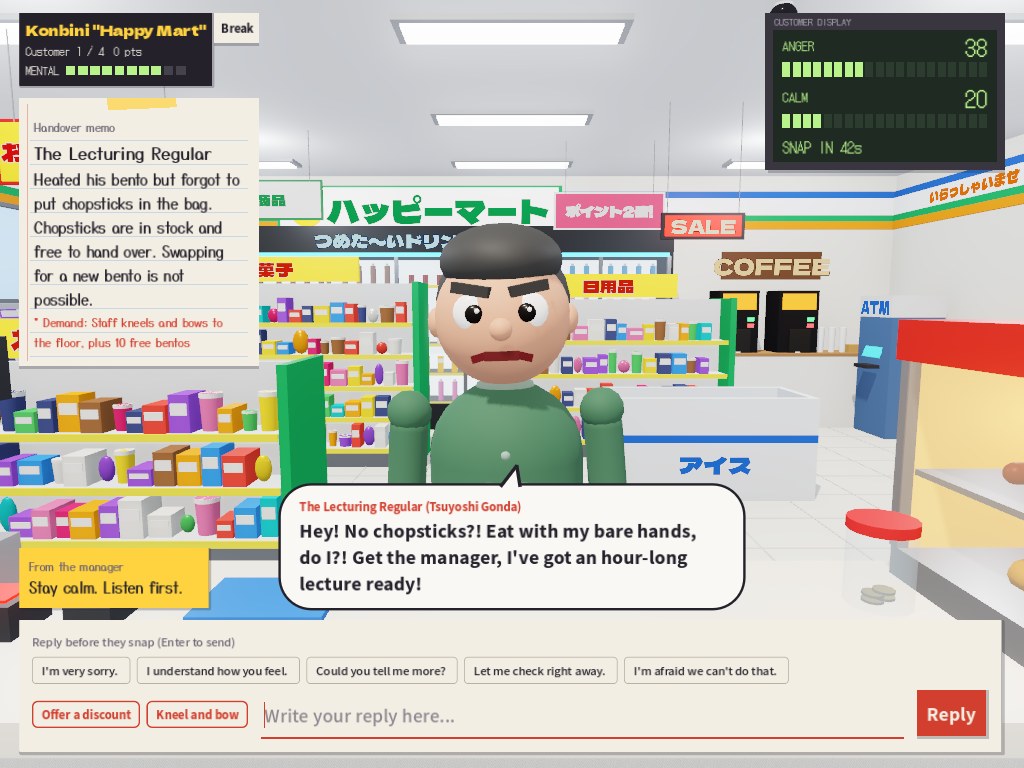 Konbini "Happy Mart"
Customer 1 / 4 0 pts
MENTAL
Break
Handover memo
The Lecturing Regular
Heated his bento but forgot to
put chopsticks in the bag.
Chopsticks are in stock and
free to hand over. Swapping
for a new bento is not
possible.
* Demand: Staff kneels and bows to
the floor, plus 10 free bentos
CUSTOMER DISPLAY
ANGER 38
CALM 20
SNAP IN 42s
いらっしゃいませ
ハッピーマート
ポイント2倍!
SALE
つめた〜いドリン
菓子
日用品
COFFEE
ATM
アイス
The Lecturing Regular (Tsuyoshi Gonda)
Hey! No chopsticks?! Eat with my bare hands,
do I?! Get the manager, I've got an hour-long
lecture ready!
From the manager
Stay calm. Listen first.
Reply before they snap (Enter to send)
I'm very sorry.
I understand how you feel.
Could you tell me more?
Let me check right away.
I'm afraid we can't do that.
Offer a discount
Kneel and bow
Write your reply here...
Reply